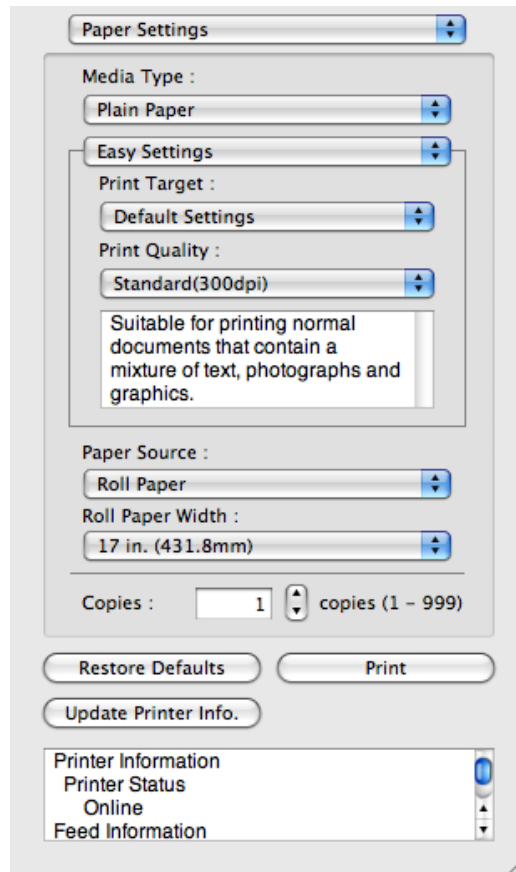 Paper Settings
Media Type :
Plain Paper
Easy Settings
Print Target :
Default Settings
Print Quality :
Standard(300dpi)
Suitable for printing normal
documents that contain a
mixture of text, photographs and
graphics.
Paper Source :
Roll Paper
Roll Paper Width :
17 in. (431.8mm)
Copies : 1 copies (1 – 999)
Restore Defaults Print
Update Printer Info.
Printer Information
Printer Status
Online
Feed Information